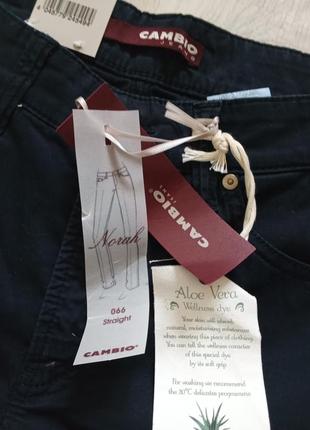 CAMBIO
JEANS
CAMBIO
JEANS
Norah
066
Straight
CAMBIO
Aloe Vera
Wellness dye
Your skin will absorb
natural, moisturising substances
when wearing this piece of clothing.
You can tell the wellness character
of this special dye
by its soft grip.
For washing we recommend
the 30°C delicates programme